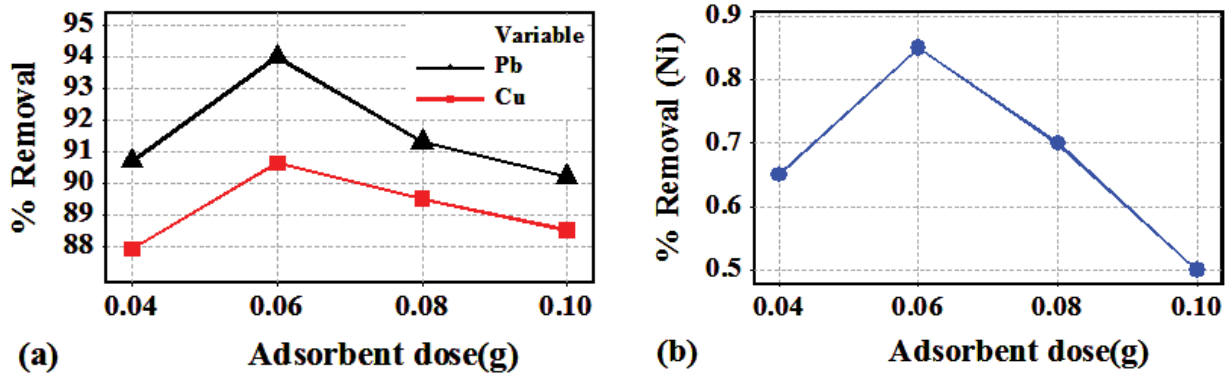 95
94
93
92
91
90
89
88
% Removal
Variable
Pb
Cu
0.04 0.06 0.08 0.10
(a) Adsorbent dose(g)
0.9
0.8
0.7
0.6
0.5
% Removal (Ni)
0.04 0.06 0.08 0.10
(b) Adsorbent dose(g)